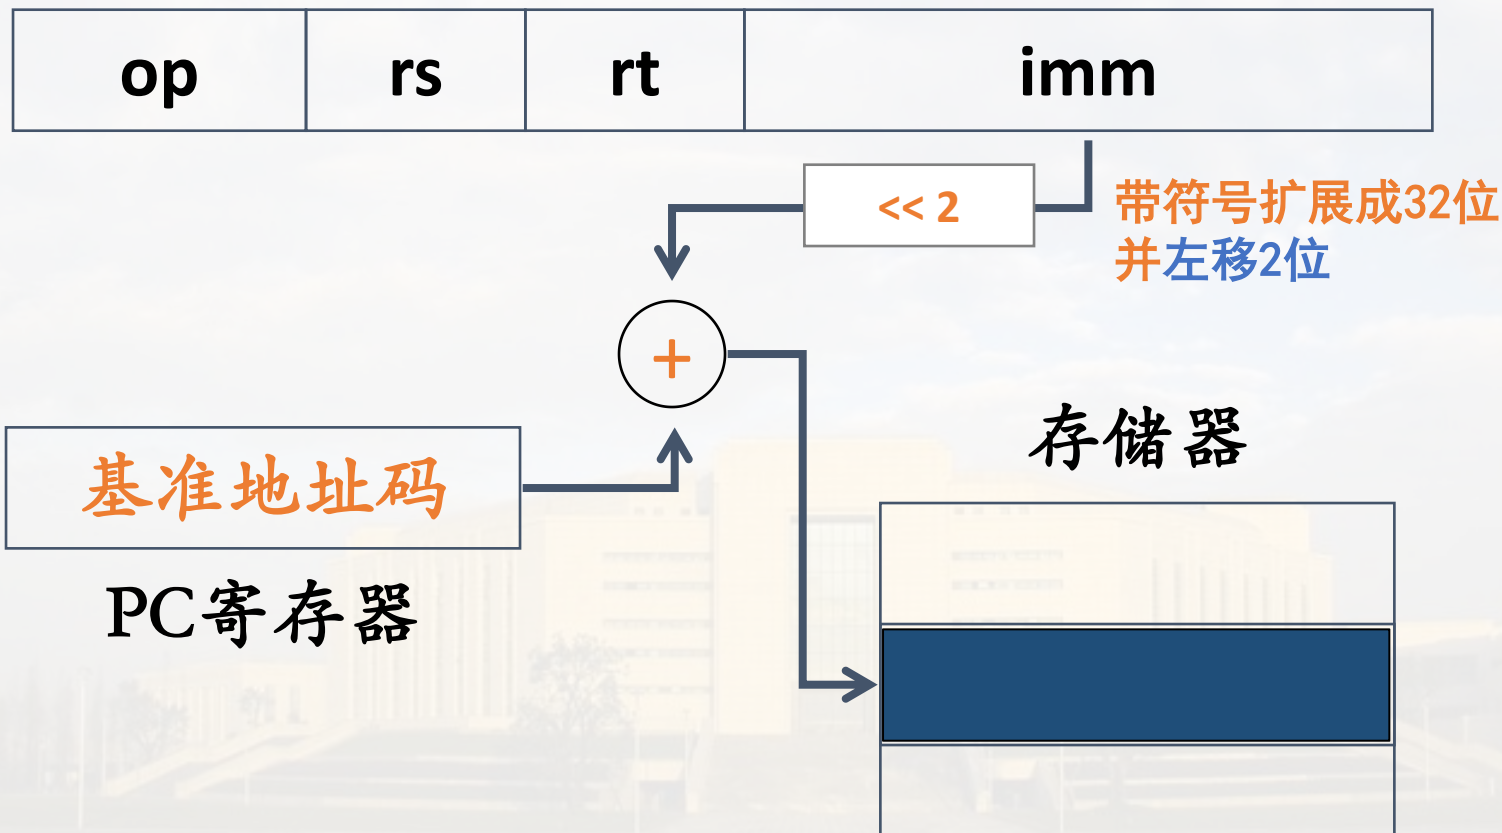 op rs rt imm
<< 2
带符号扩展成32位
并左移2位
+
存储器
基准地址码
PC寄存器